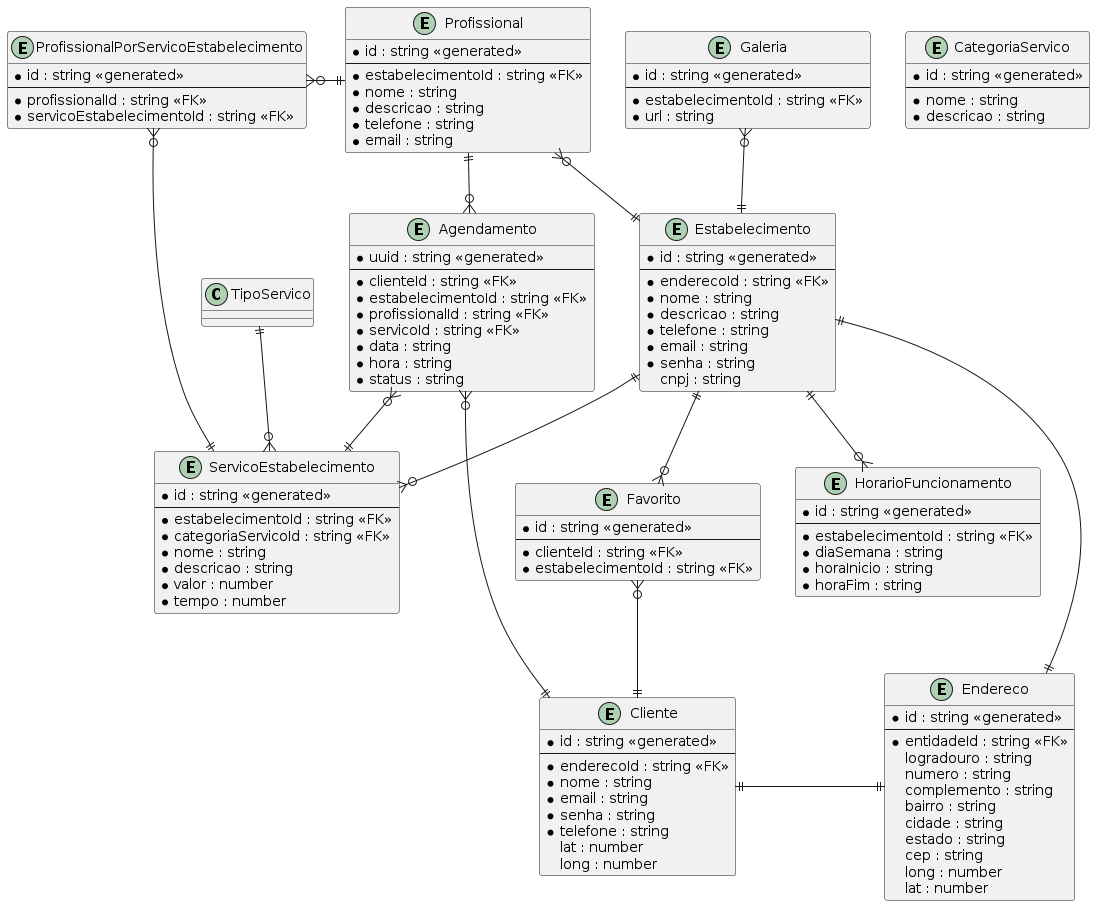 E ProfissionalPorServicoEstabelecimento
id : string «generated»
profissionalId : string «FK»
servicoEstabelecimentoId : string «FK»
E Profissional
id : string «generated»
estabelecimentoId : string «FK»
nome : string
descricao : string
telefone : string
email : string
E Galeria
id : string «generated»
estabelecimentoId : string «FK»
url : string
E CategoriaServico
id : string «generated»
nome : string
descricao : string
C TipoServico
E Agendamento
uuid : string «generated»
clienteId : string «FK»
estabelecimentoId : string «FK»
profissionalId : string «FK»
servicoId : string «FK»
data : string
hora : string
status : string
E Estabelecimento
id : string «generated»
enderecoId : string «FK»
nome : string
descricao : string
telefone : string
email : string
senha : string
cnpj : string
E ServicoEstabelecimento
id : string «generated»
estabelecimentoId : string «FK»
categoriaServicoId : string «FK»
nome : string
descricao : string
valor : number
tempo : number
E Favorito
id : string «generated»
clienteId : string «FK»
estabelecimentoId : string «FK»
E HorarioFuncionamento
id : string «generated»
estabelecimentoId : string «FK»
diaSemana : string
horaInicio : string
horaFim : string
E Cliente
id : string «generated»
enderecoId : string «FK»
nome : string
email : string
senha : string
telefone : string
lat : number
long : number
E Endereco
id : string «generated»
entidadeId : string «FK»
logradouro : string
numero : string
complemento : string
bairro : string
cidade : string
estado : string
cep : string
long : number
lat : number